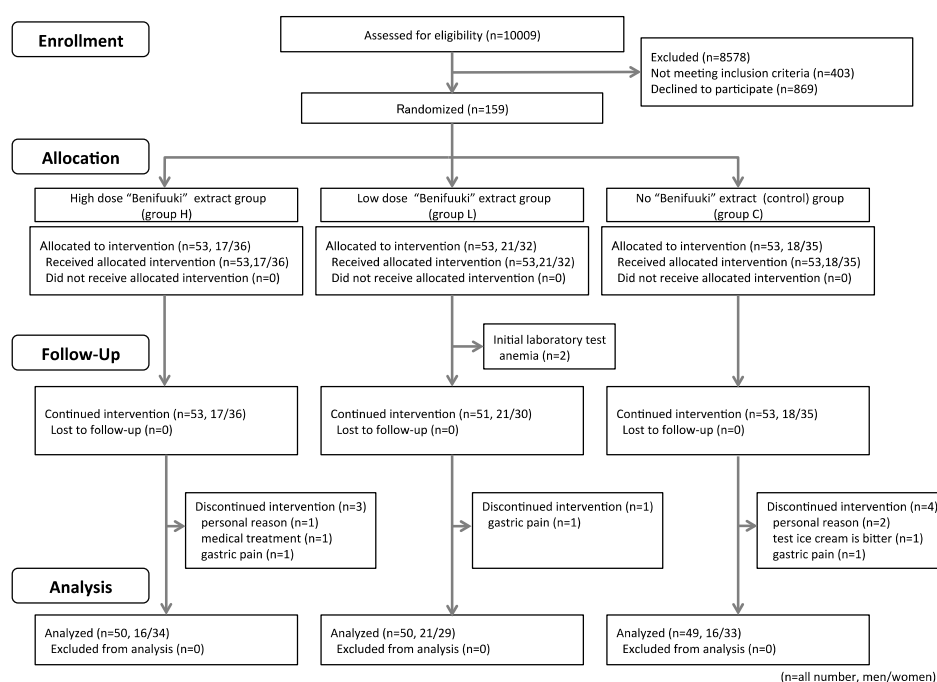 Enrollment
Assessed for eligibility (n=10009)
Excluded (n=8578)
Not meeting inclusion criteria (n=403)
Declined to participate (n=869)
Randomized (n=159)
Allocation
High dose “Benifuuki” extract group
(group H)
Low dose “Benifuuki” extract group
(group L)
No “Benifuuki” extract (control) group
(group C)
Allocated to intervention (n=53, 17/36)
Received allocated intervention (n=53,17/36)
Did not receive allocated intervention (n=0)
Allocated to intervention (n=53, 21/32)
Received allocated intervention (n=53,21/32)
Did not receive allocated intervention (n=0)
Allocated to intervention (n=53, 18/35)
Received allocated intervention (n=53,18/35)
Did not receive allocated intervention (n=0)
Follow-Up
Initial laboratory test
anemia (n=2)
Continued intervention (n=53, 17/36)
Lost to follow-up (n=0)
Continued intervention (n=51, 21/30)
Lost to follow-up (n=0)
Continued intervention (n=53, 18/35)
Lost to follow-up (n=0)
Discontinued intervention (n=3)
personal reason (n=1)
medical treatment (n=1)
gastric pain (n=1)
Discontinued intervention (n=1)
gastric pain (n=1)
Discontinued intervention (n=4)
personal reason (n=2)
test ice cream is bitter (n=1)
gastric pain (n=1)
Analysis
Analyzed (n=50, 16/34)
Excluded from analysis (n=0)
Analyzed (n=50, 21/29)
Excluded from analysis (n=0)
Analyzed (n=49, 16/33)
Excluded from analysis (n=0)
(n=all number, men/women)